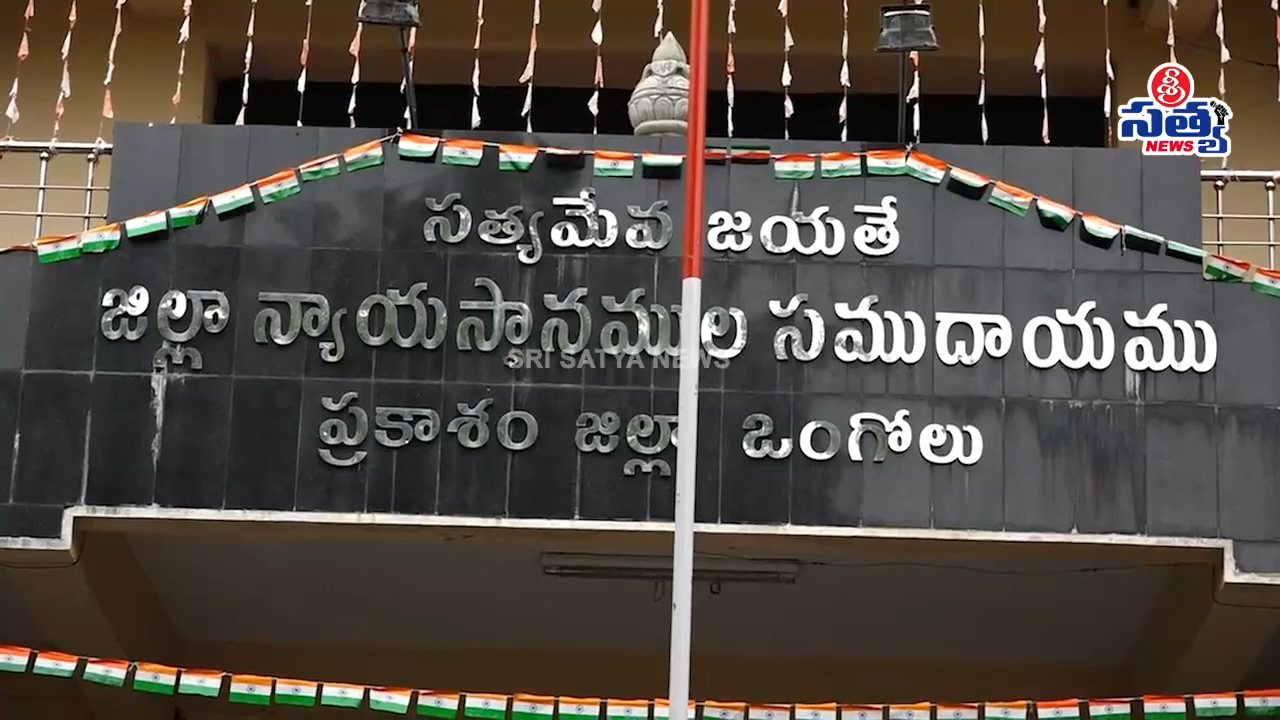 శ్రీ
సత్య
NEWS
సత్యమేవ జయతే
జిల్లా న్యాయస్థానముల సముదాయము
SRI SATYA NEWS
ప్రకాశం జిల్లా ఒంగోలు